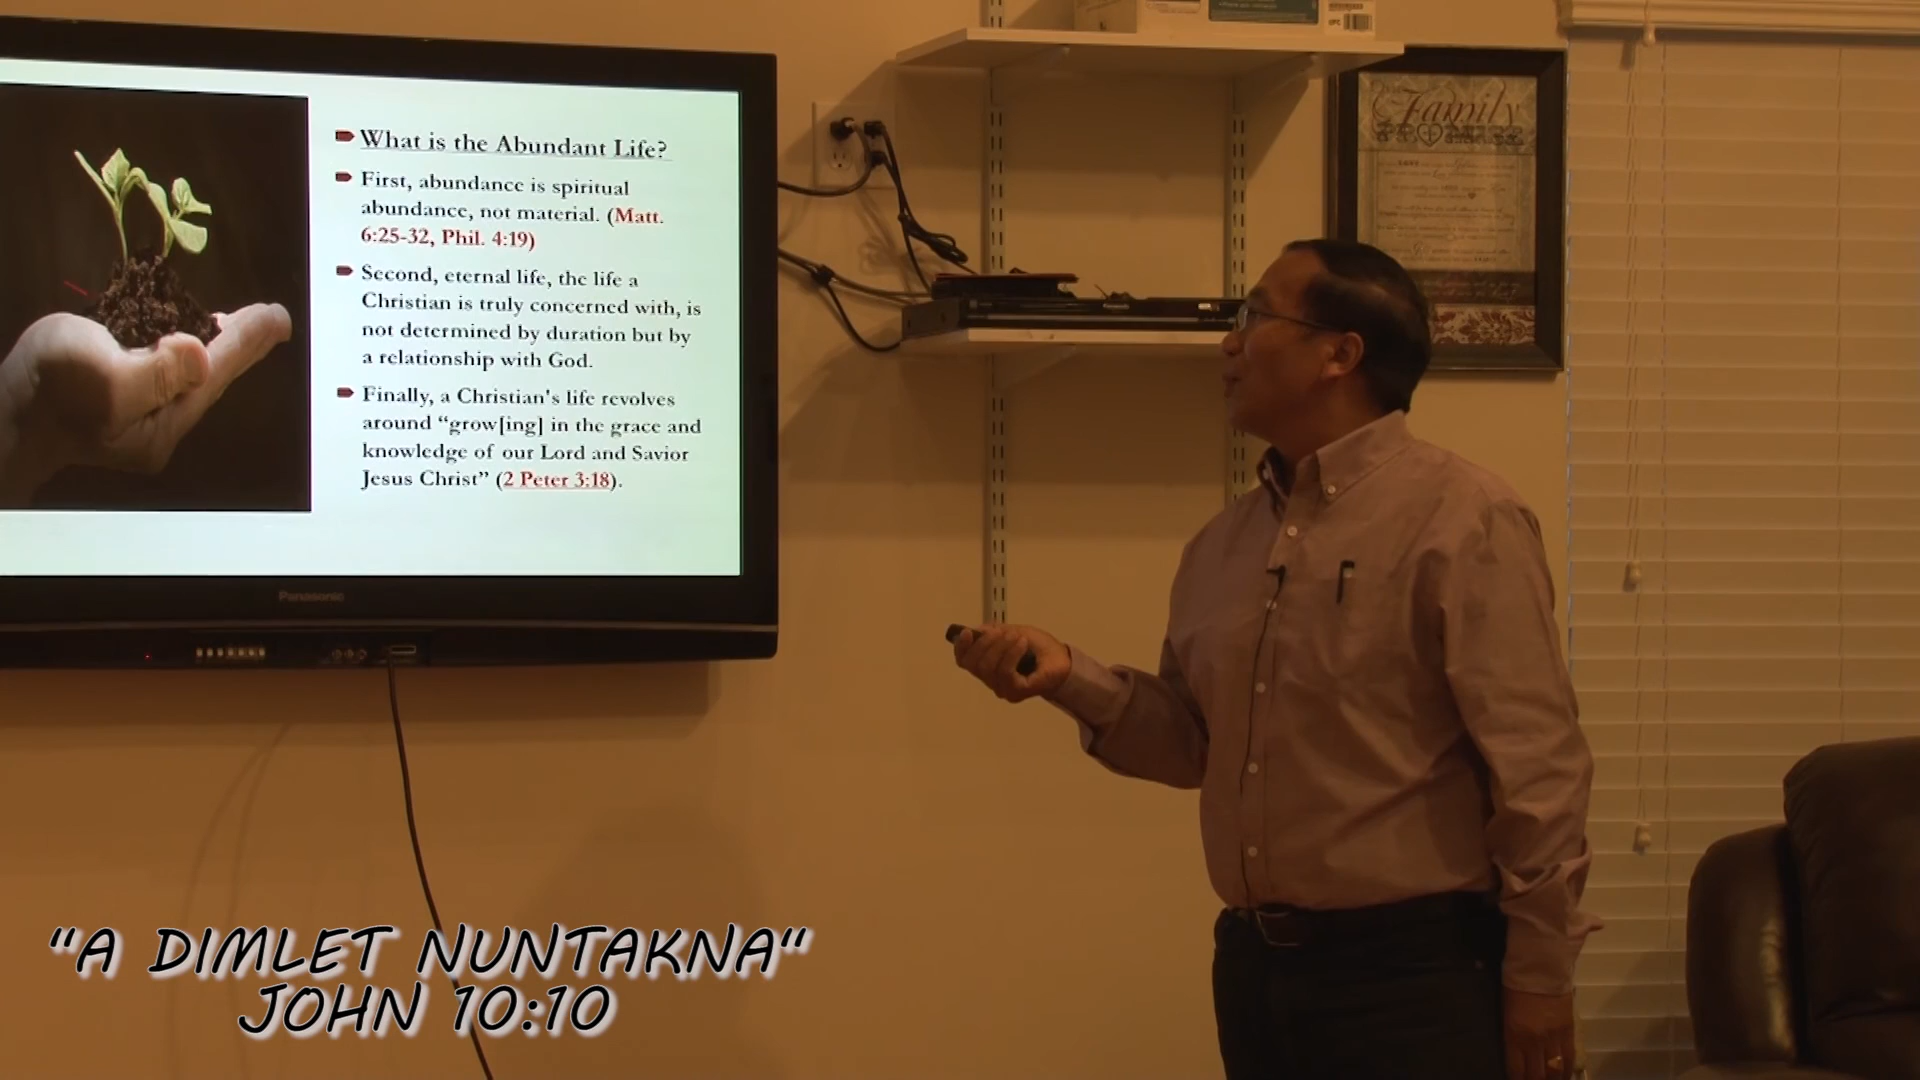 What is the Abundant Life?
First, abundance is spiritual
abundance, not material. (Matt.
6:25-32, Phil. 4:19)
Second, eternal life, the life a
Christian is truly concerned with, is
not determined by duration but by
a relationship with God.
Finally, a Christian's life revolves
around “grow[ing] in the grace and
knowledge of our Lord and Savior
Jesus Christ” (2 Peter 3:18).
Panasonic
Family
PROMISE
“A DIMLET NUNTAKNA“
JOHN 10:10